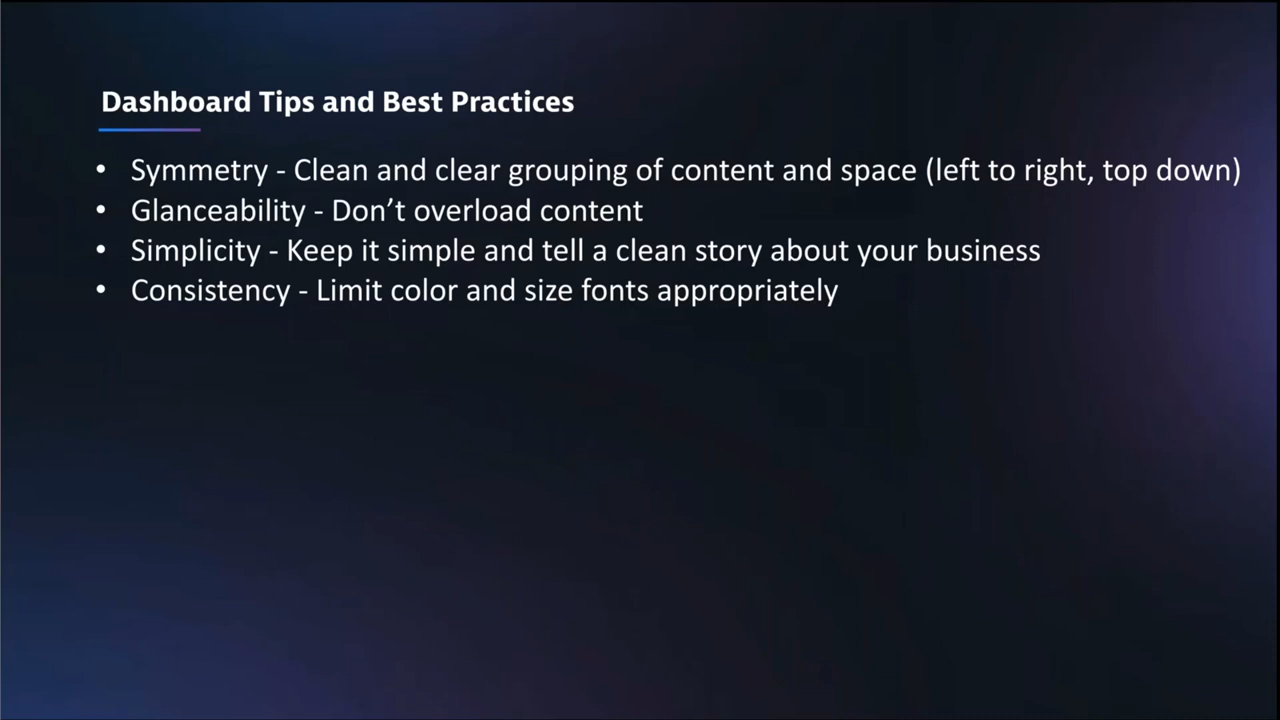 Dashboard Tips and Best Practices
• Symmetry - Clean and clear grouping of content and space (left to right, top down)
• Glanceability - Don’t overload content
• Simplicity - Keep it simple and tell a clean story about your business
• Consistency - Limit color and size fonts appropriately